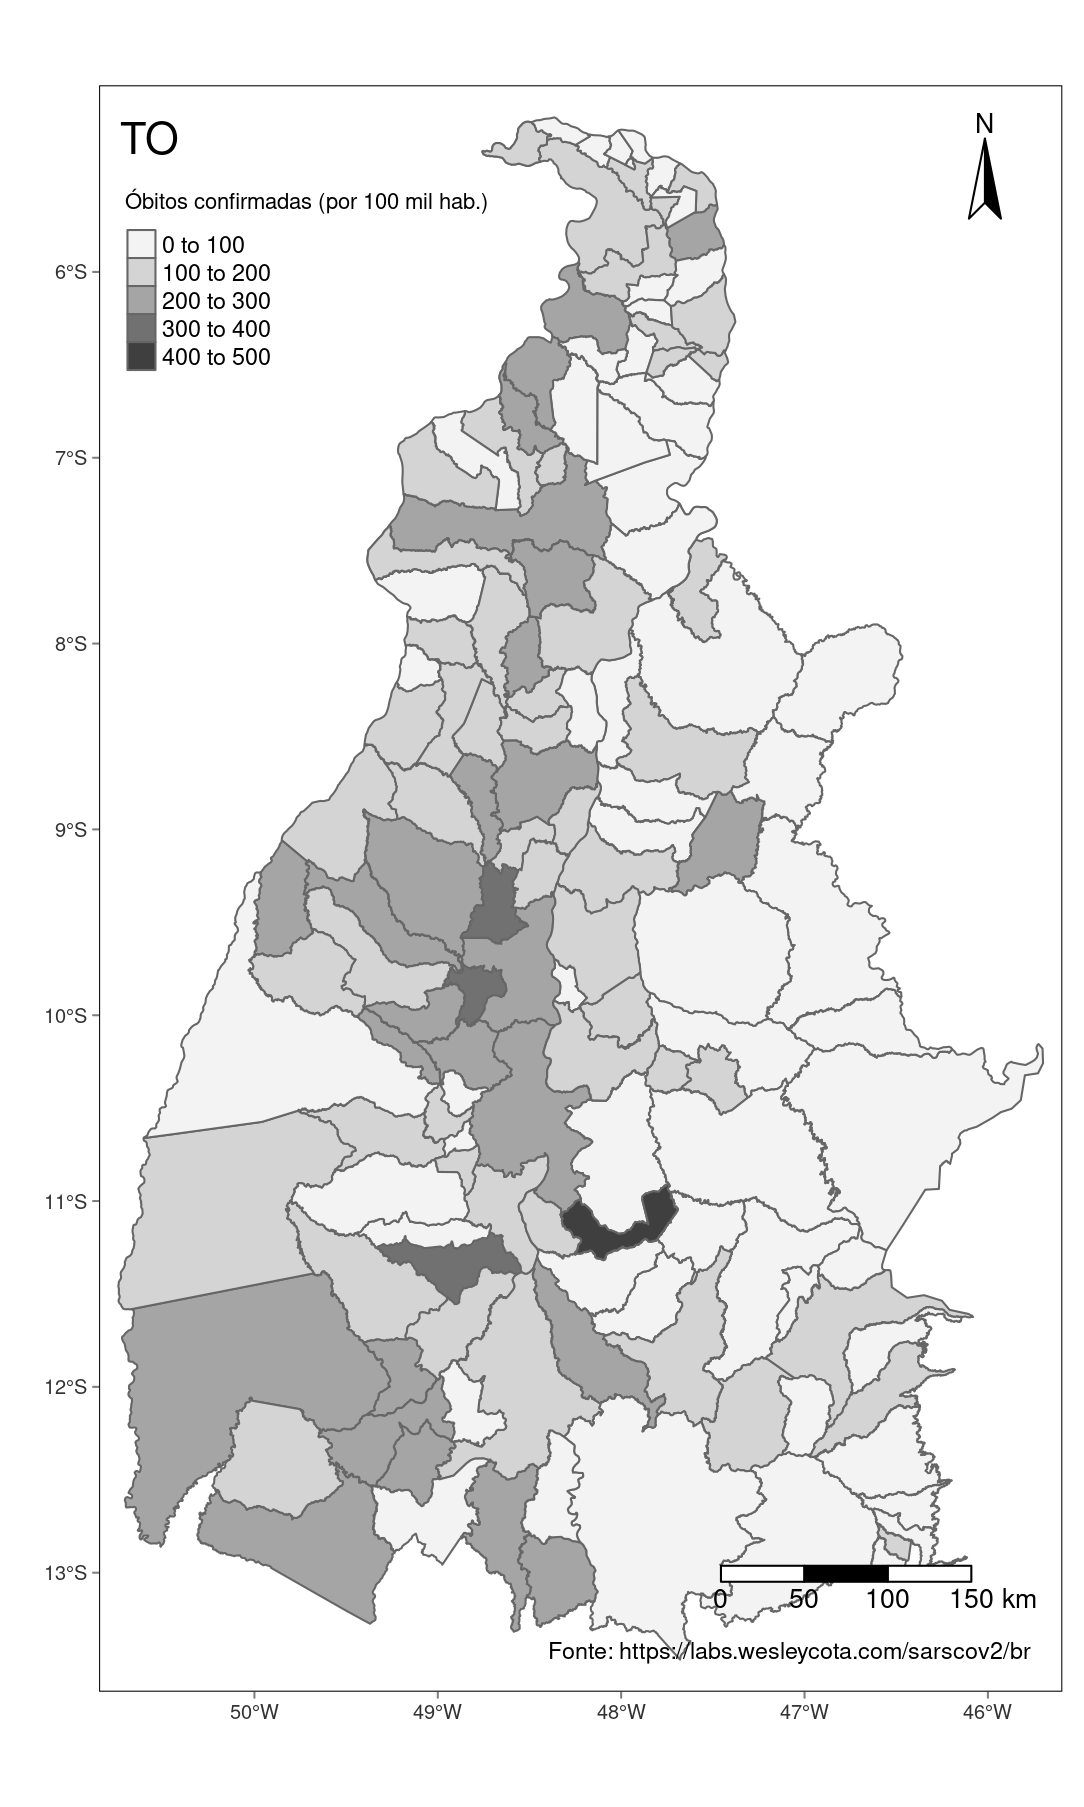 TO
N
Óbitos confirmadas (por 100 mil hab.)
0 to 100
100 to 200
200 to 300
300 to 400
400 to 500
6°S
7°S
8°S
9°S
10°S
11°S
12°S
13°S
0 50 100 150 km
Fonte: https://labs.wesleycota.com/sarscov2/br
50°W 49°W 48°W 47°W 46°W